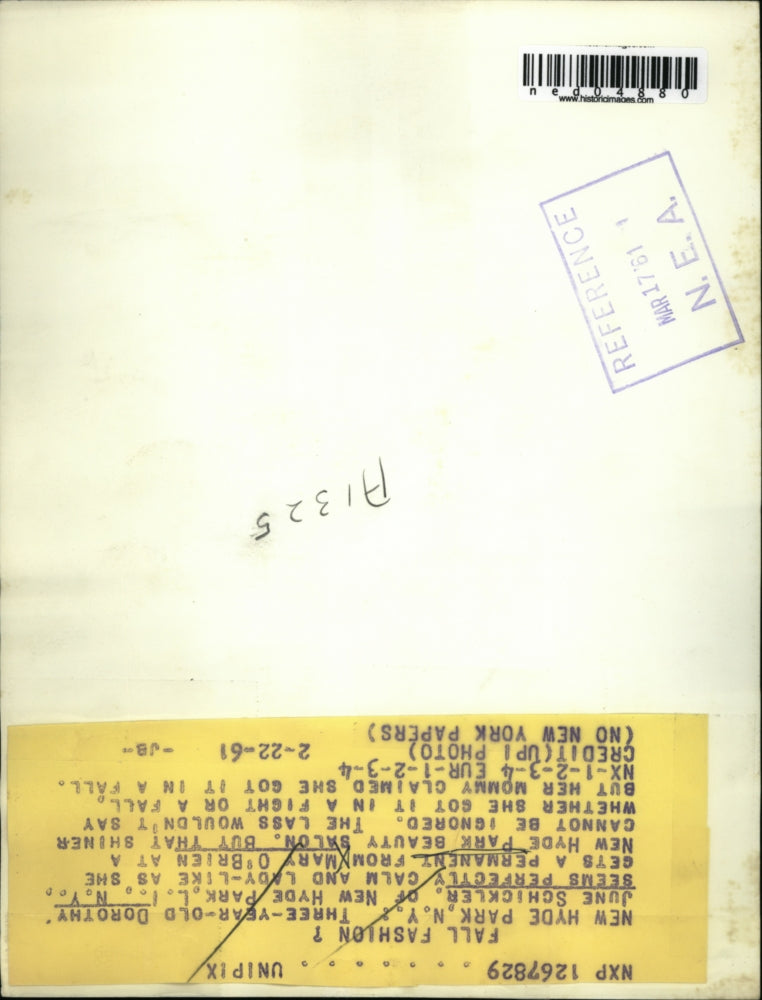 www.historicimages.com
ned04880
www.historicimages.com
REFERENCE
MAR 17 '61
N. E. A.
A1325
NXP 1267829 . . . . . . . . UNIPIX
FALL FASHION ?
NEW HYDE PARK, N.Y.: THREE-YEAR-OLD DOROTHY
JUNE SCHICKLER, OF NEW HYDE PARK, L.I., N.Y.,
SEEMS PERFECTLY CALM AND LADY-LIKE AS SHE
GETS A PERMANENT FROM MARY O'BRIEN AT A
NEW HYDE PARK BEAUTY SALON. BUT THAT SHINER
CANNOT BE IGNORED. THE LASS WOULDN'T SAY
WHETHER SHE GOT IT IN A FIGHT OR A FALL,
BUT HER MOMMY CLAIMED SHE GOT IT IN A FALL.
NX-1-2-3-4 EUR-1-2-3-4
CREDIT(UPI PHOTO) 2-22-61 -JB-
(NO NEW YORK PAPERS)